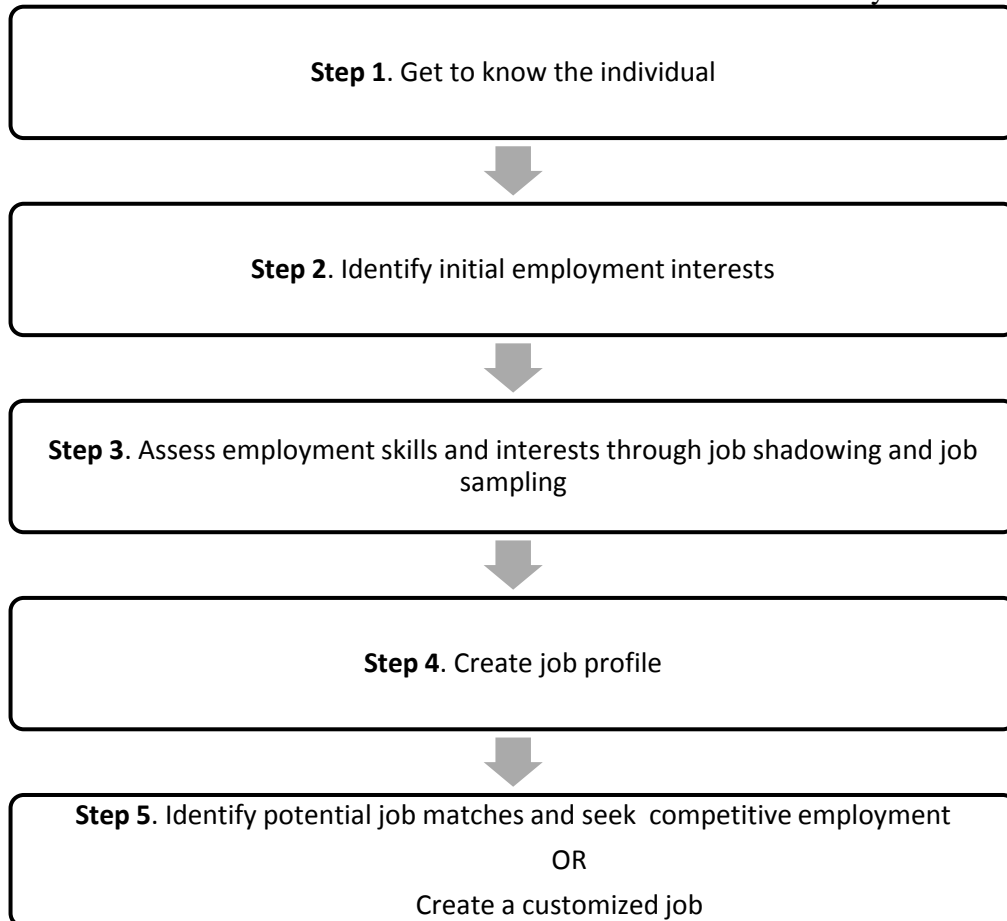 Step 1. Get to know the individual
Step 2. Identify initial employment interests
Step 3. Assess employment skills and interests through job shadowing and job
sampling
Step 4. Create job profile
Step 5. Identify potential job matches and seek  competitive employment
OR
Create a customized job